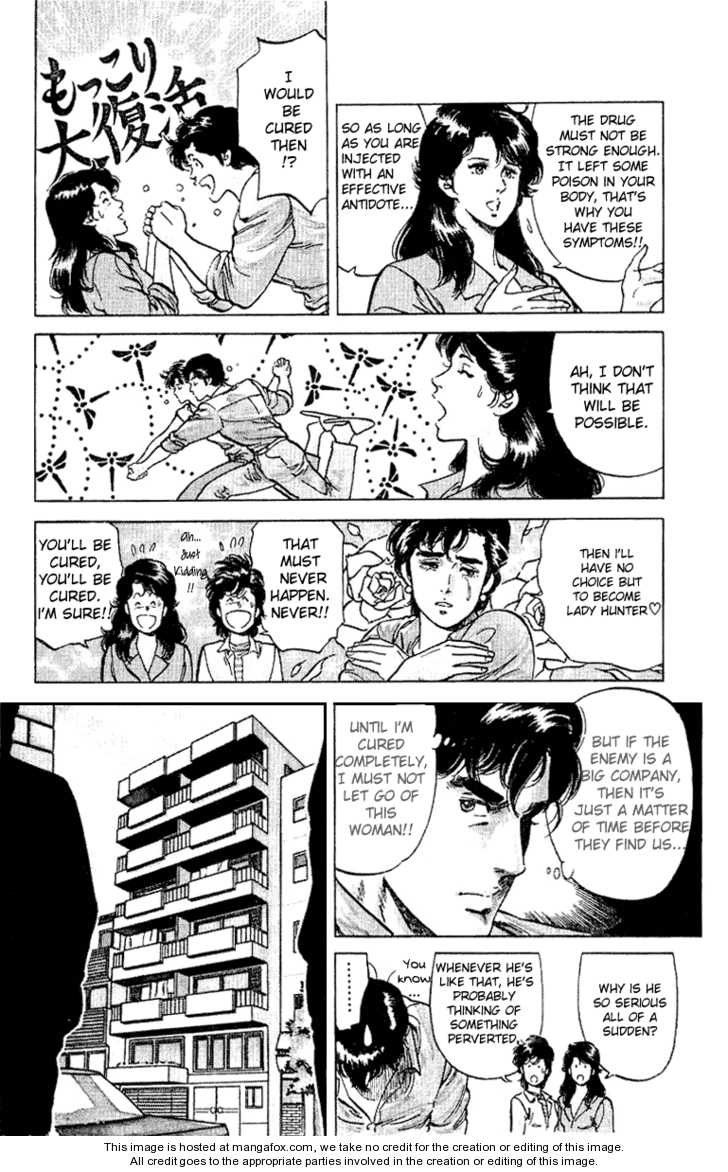 THE DRUG
MUST NOT BE
STRONG ENOUGH.
IT LEFT SOME
POISON IN YOUR
BODY, THAT'S
WHY YOU
HAVE THESE
SYMPTOMS!!
SO AS LONG
AS YOU ARE
INJECTED
WITH AN
EFFECTIVE
ANTIDOTE...
I
WOULD
BE
CURED
THEN
!?
もっこり
大復活
AH, I DON'T
THINK THAT
WILL BE
POSSIBLE.
THEN I'LL
HAVE NO
CHOICE BUT
TO BECOME
LADY HUNTER♡
THAT
MUST
NEVER
HAPPEN.
NEVER!!
Ah...
Just
Kidding
!!
YOU'LL BE
CURED,
YOU'LL BE
CURED.
I'M SURE!!
BUT IF THE
ENEMY IS A
BIG COMPANY,
THEN IT'S
JUST A MATTER
OF TIME BEFORE
THEY FIND US...
UNTIL I'M
CURED
COMPLETELY,
I MUST NOT
LET GO OF
THIS
WOMAN!!
WHY IS HE
SO SERIOUS
ALL OF A
SUDDEN?
WHENEVER HE'S
LIKE THAT, HE'S
PROBABLY
THINKING OF
SOMETHING
PERVERTED.
You
know
...
......
This image is hosted at mangafox.com, we take no credit for the creation or editing of this image.
All credit goes to the appropriate parties involved in the creation or editing of this image.